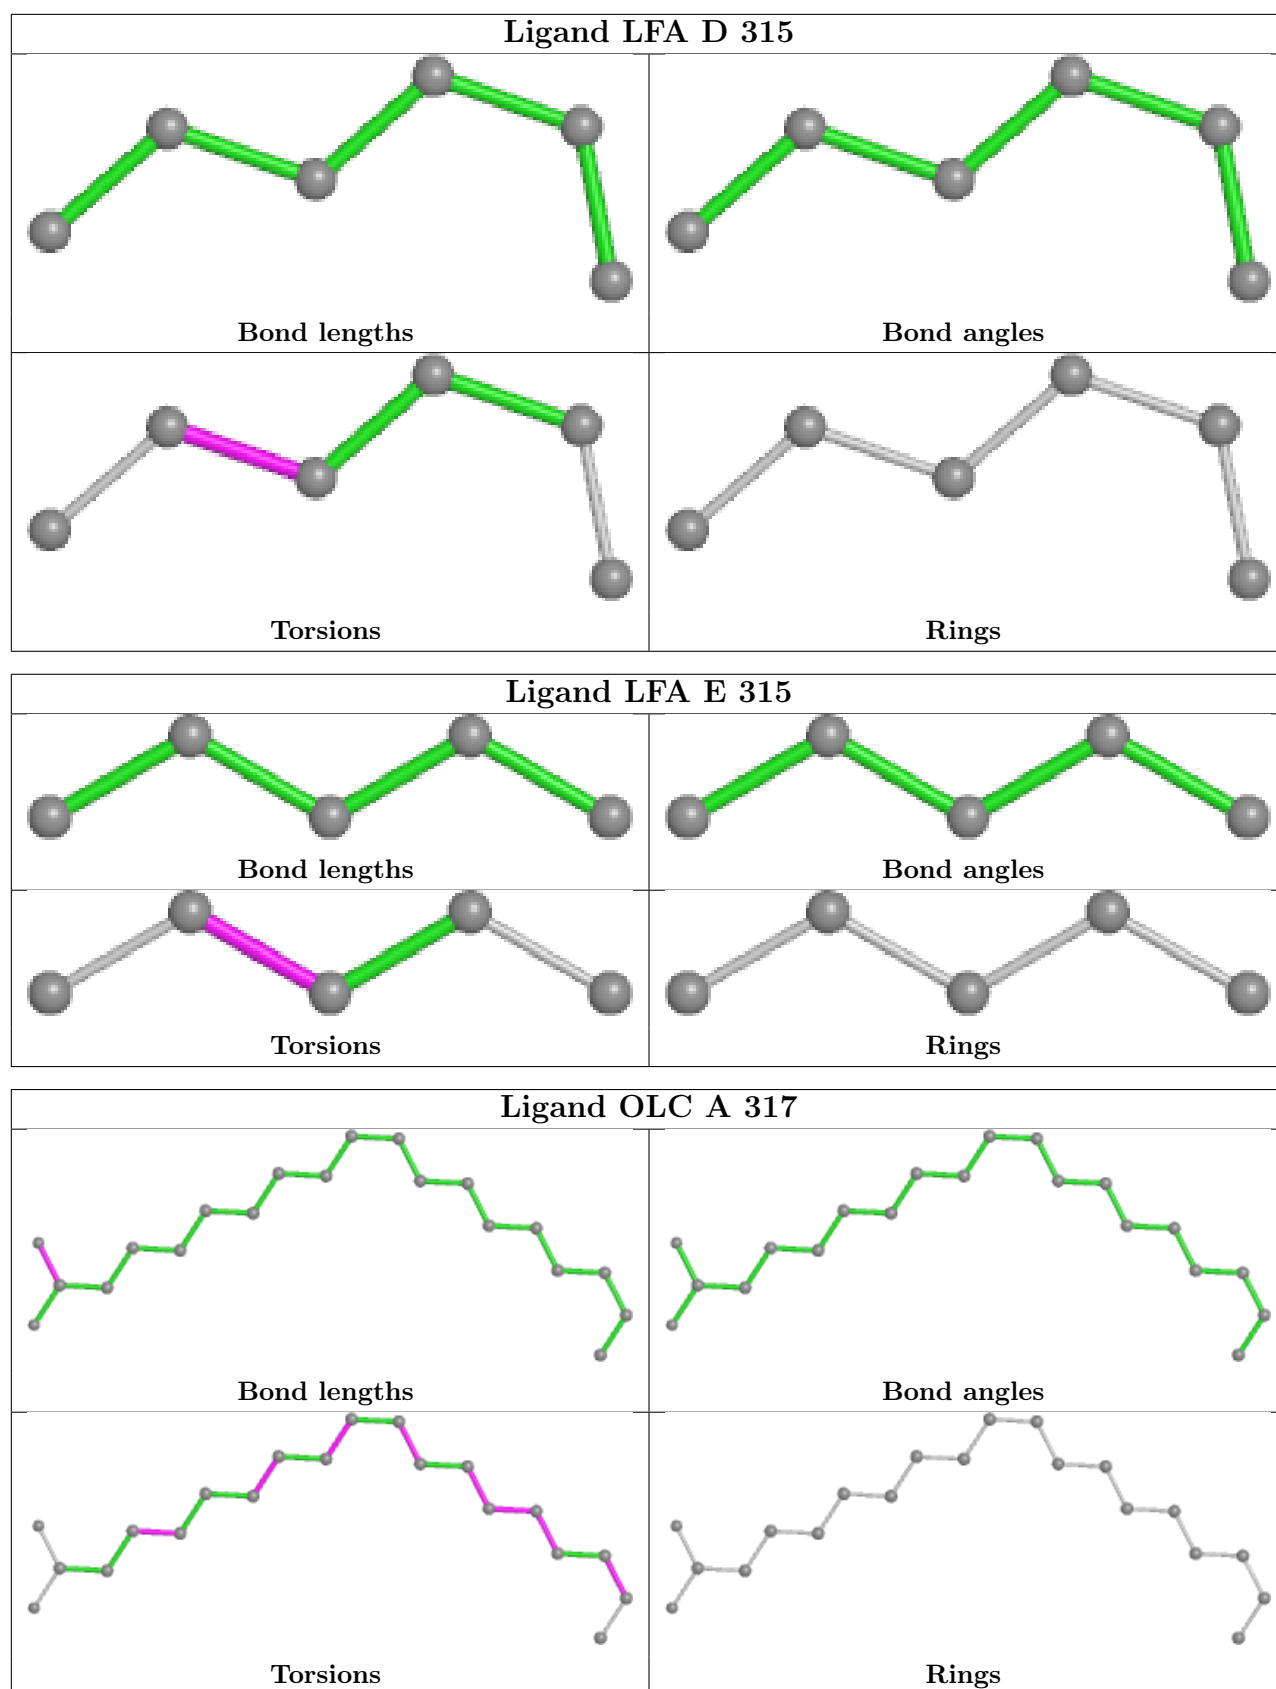 Ligand LFA D 315
Bond lengths
Bond angles
Torsions
Rings
Ligand LFA E 315
Bond lengths
Bond angles
Torsions
Rings
Ligand OLC A 317
Bond lengths
Bond angles
Torsions
Rings